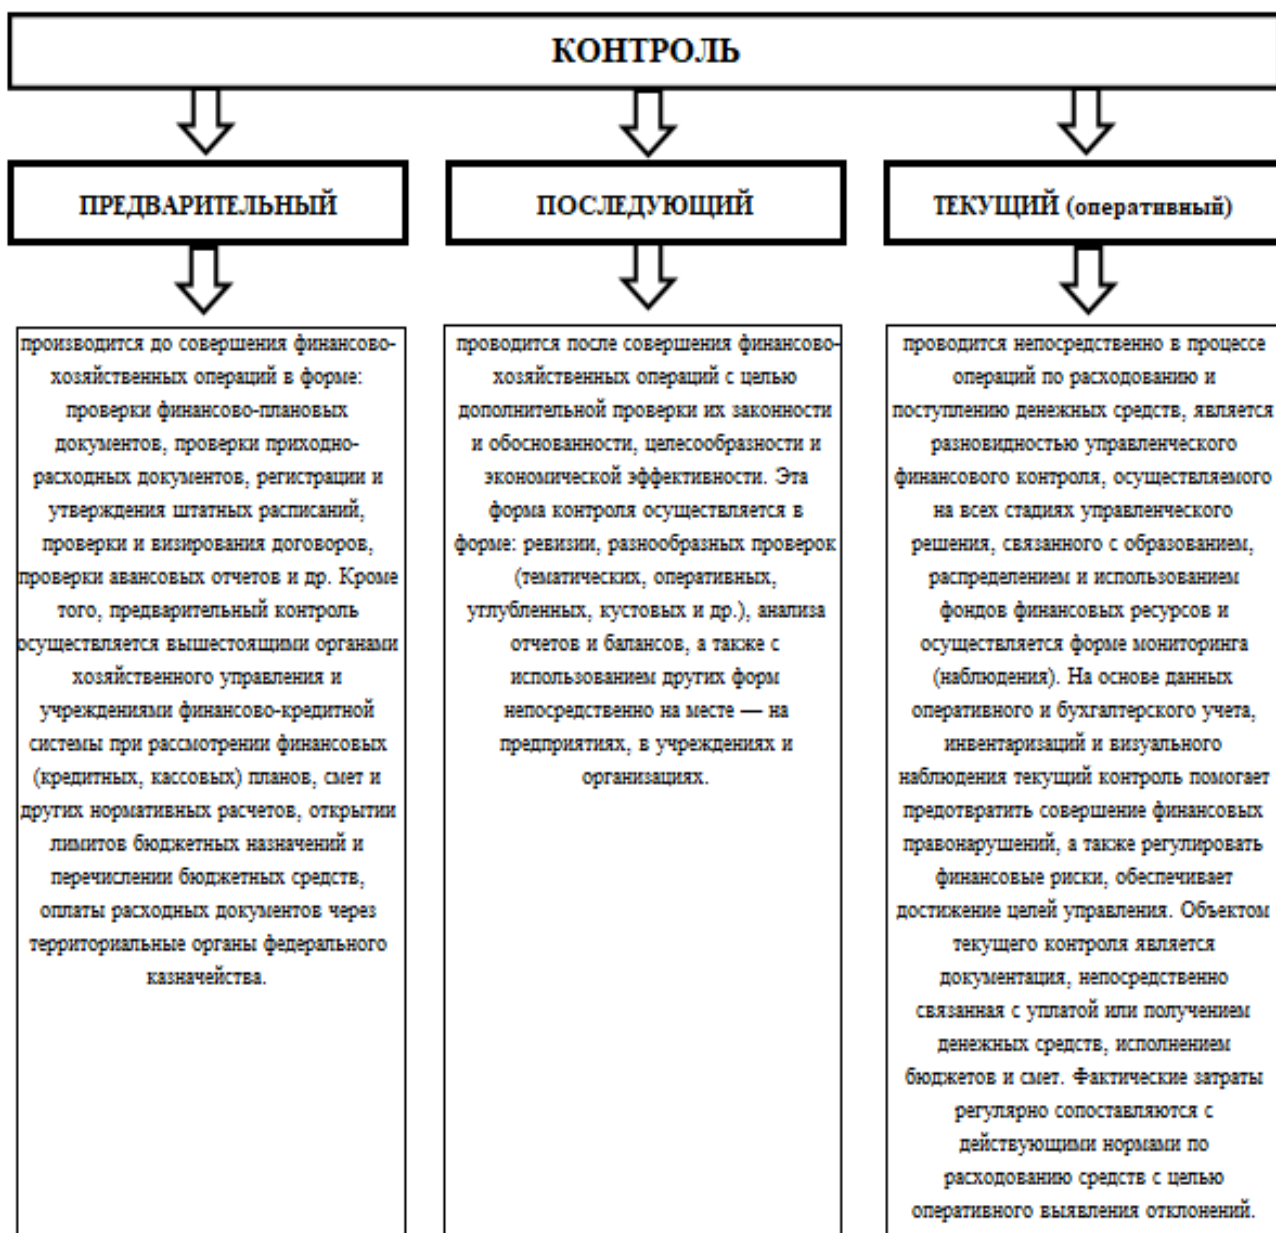 КОНТРОЛЬ
ПРЕДВАРИТЕЛЬНЫЙ
производится до совершения финансово-
хозяйственных операций в форме:
проверки финансово-плановых
документов, проверки приходно-
расходных документов, регистрации и
утверждения штатных расписаний,
проверки и визирования договоров,
проверки авансовых отчетов и др. Кроме
того, предварительный контроль
осуществляется вышестоящими органами
хозяйственного управления и
учреждениями финансово-кредитной
системы при рассмотрении финансовых
(кредитных, кассовых) планов, смет и
других нормативных расчетов, открытии
лимитов бюджетных назначений и
перечислении бюджетных средств,
оплаты расходных документов через
территориальные органы федерального
казначейства.
ПОСЛЕДУЮЩИЙ
проводится после совершения финансово-
хозяйственных операций с целью
дополнительной проверки их законности
и обоснованности, целесообразности и
экономической эффективности. Эта
форма контроля осуществляется в
форме: ревизии, разнообразных проверок
(тематических, оперативных,
углубленных, кустовых и др.), анализа
отчетов и балансов, а также с
использованием других форм
непосредственно на месте — на
предприятиях, в учреждениях и
организациях.
ТЕКУЩИЙ (оперативный)
проводится непосредственно в процессе
операций по расходованию и
поступлению денежных средств, является
разновидностью управленческого
финансового контроля, осуществляемого
на всех стадиях управленческого
решения, связанного с образованием,
распределением и использованием
фондов финансовых ресурсов и
осуществляется форме мониторинга
(наблюдения). На основе данных
оперативного и бухгалтерского учета,
инвентаризаций и визуального
наблюдения текущий контроль помогает
предотвратить совершение финансовых
правонарушений, а также регулировать
финансовые риски, обеспечивает
достижение целей управления. Объектом
текущего контроля является
документация, непосредственно
связанная с уплатой или получением
денежных средств, исполнением
бюджетов и смет. Фактические затраты
регулярно сопоставляются с
действующими нормами по
расходованию средств с целью
оперативного выявления отклонений.